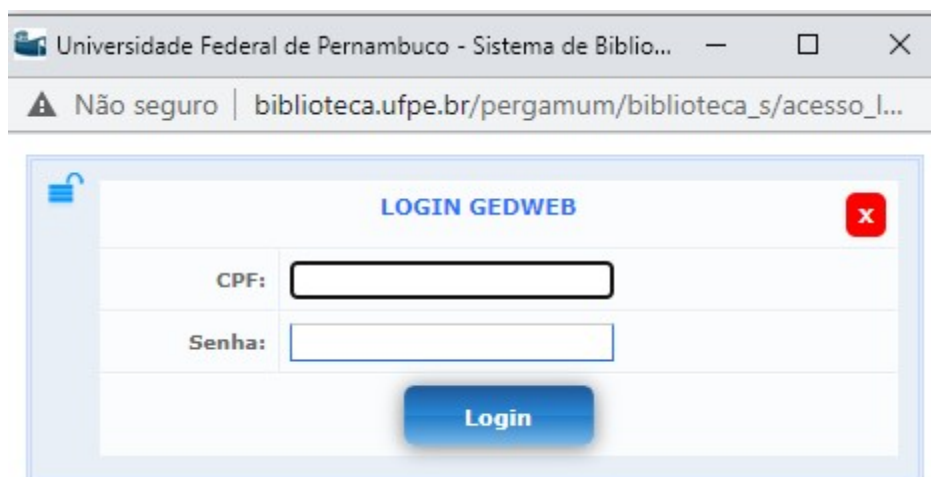 Universidade Federal de Pernambuco - Sistema de Biblio...
Não seguro | biblioteca.ufpe.br/pergamum/biblioteca_s/acesso_l...
LOGIN GEDWEB
x
CPF:
Senha:
Login